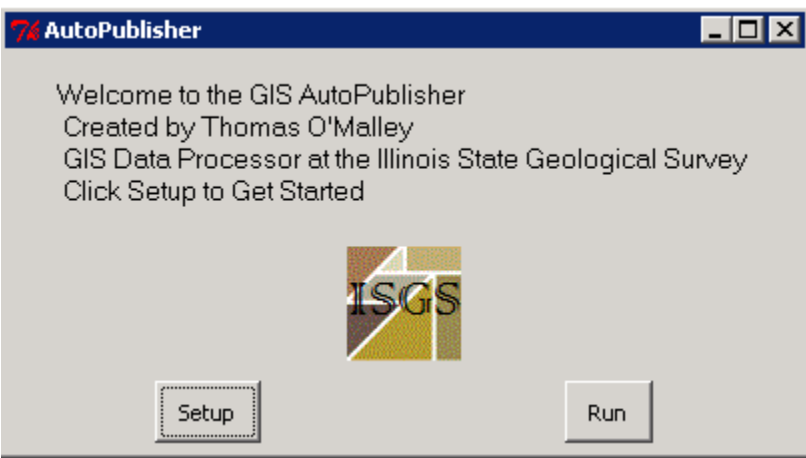 AutoPublisher
Welcome to the GIS AutoPublisher
Created by Thomas O'Malley
GIS Data Processor at the Illinois State Geological Survey
Click Setup to Get Started
ISGS
Setup
Run